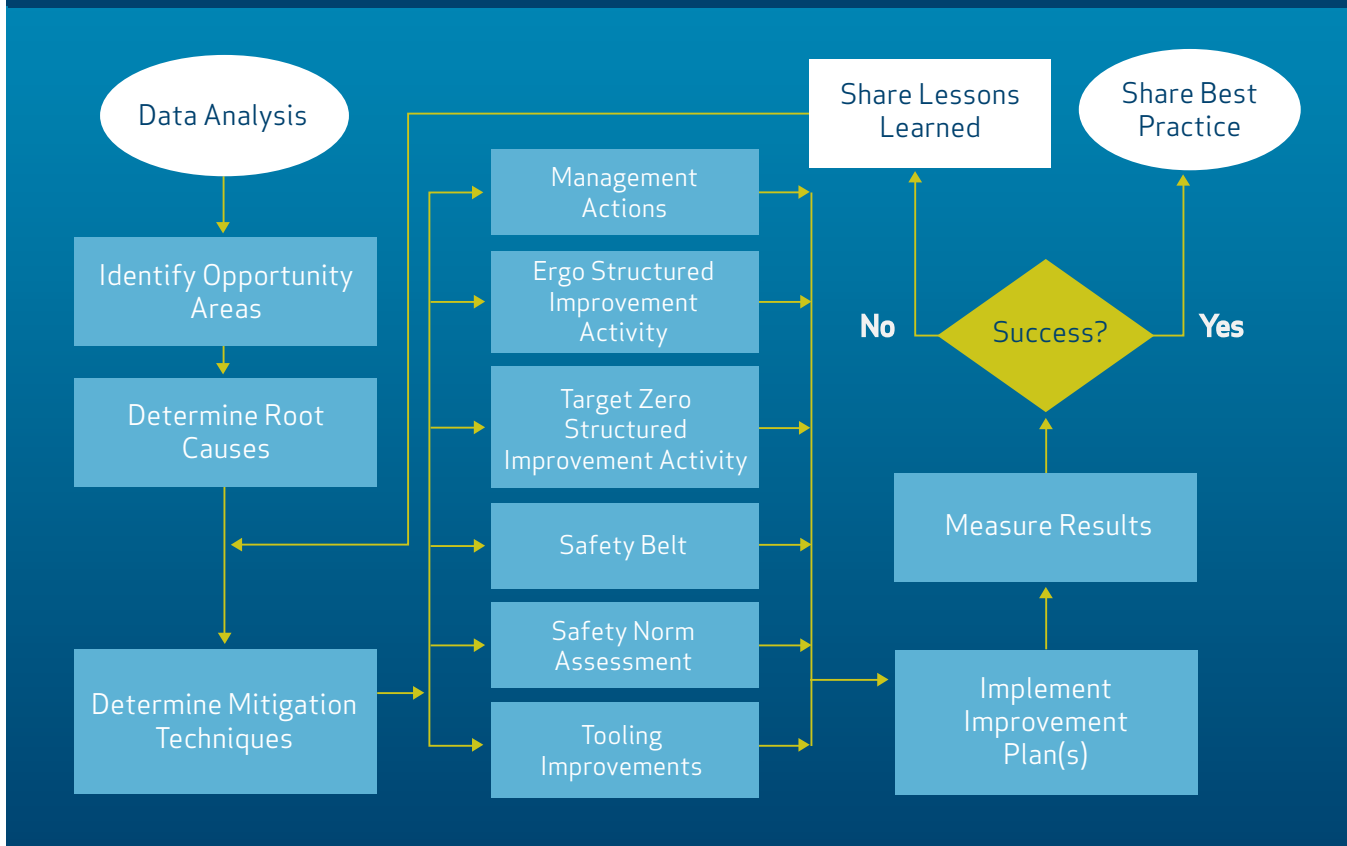 Data Analysis
Identify Opportunity
Areas
Determine Root
Causes
Determine Mitigation
Techniques
Management
Actions
Ergo Structured
Improvement
Activity
Target Zero
Structured
Improvement Activity
Safety Belt
Safety Norm
Assessment
Tooling
Improvements
Implement
Improvement
Plan(s)
Measure Results
Success?
No
Yes
Share Lessons
Learned
Share Best
Practice